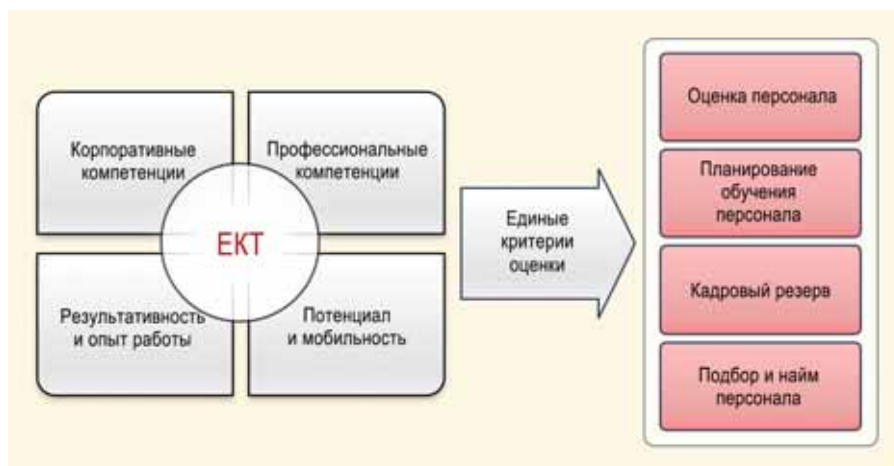 Корпоративные
компетенции
Профессиональные
компетенции
ЕКТ
Результативность
и опыт работы
Потенциал
и мобильность
Единые
критерии
оценки
Оценка персонала
Планирование
обучения
персонала
Кадровый резерв
Подбор и найм
персонала